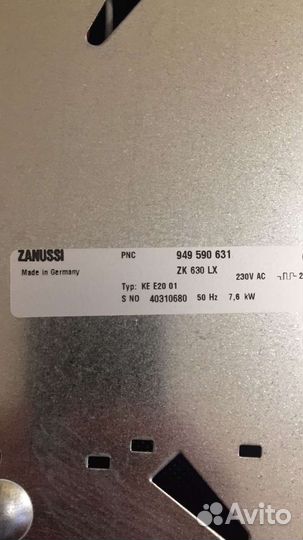 ZANUSSI PNC 949 590 631
Made in Germany ZK 630 LX 230V AC
Typ: KE E20 01
S NO 40310680 50 Hz 7,6 kW
Avito